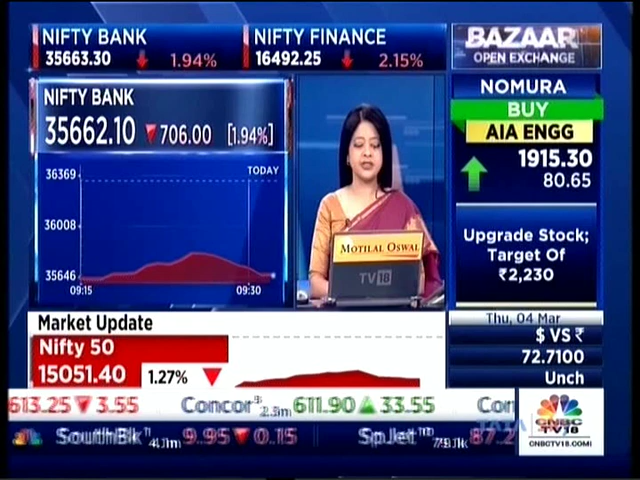 NIFTY BANK
35663.30 1.94%
NIFTY FINANCE
16492.25 2.15%
BAZAAR
OPEN EXCHANGE
NIFTY BANK
35662.10 706.00 [1.94%]
TODAY
36369
36008
35646
09:15 09:30
MOTILAL OSWAL
TV18
NOMURA
BUY
AIA ENGG
1915.30
80.65
Upgrade Stock;
Target Of
₹2,230
Thu, 04 Mar
$ VS ₹
72.7100
Unch
Market Update
Nifty 50
15051.40 1.27%
613.25 3.55 Concor 611.90 33.55 Con
SouthBk 9.95 0.15 SpJet 87.2
CNBC
TV18
CNBCTV18.COM